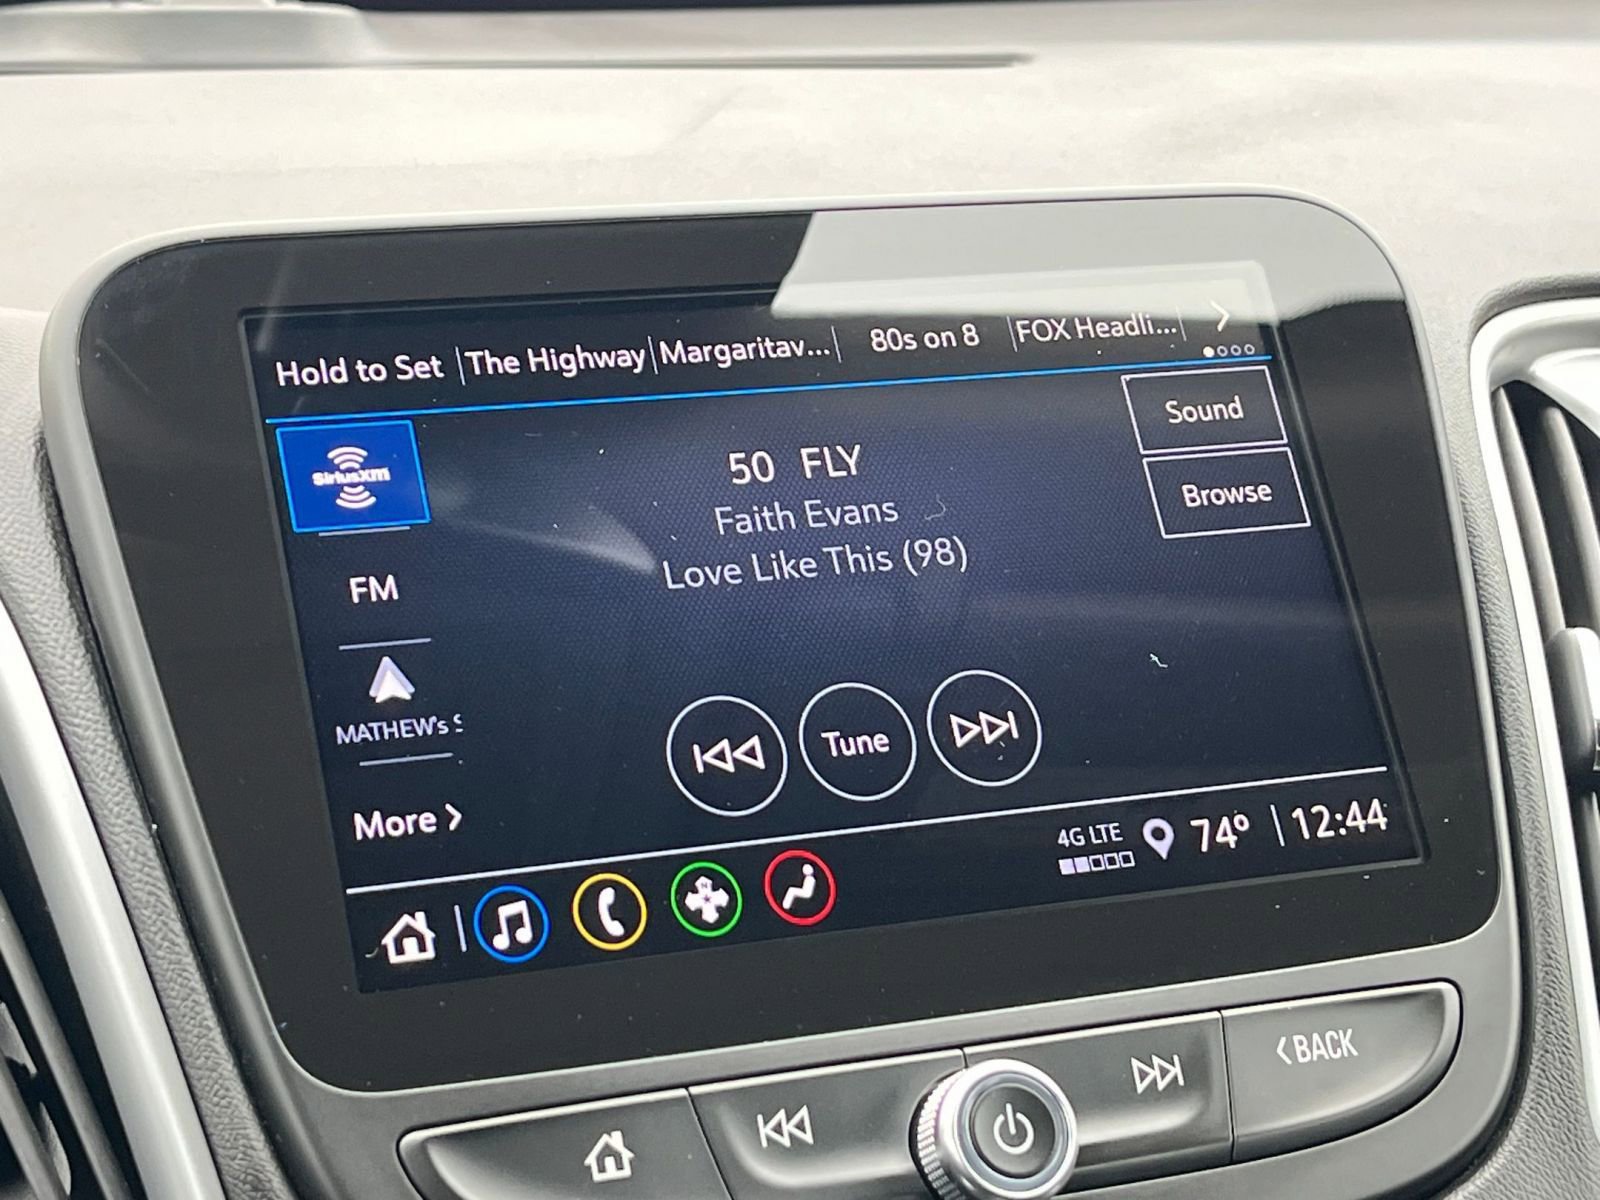 Hold to Set The Highway Margaritav... 80s on 8 FOX Headli...
SiriusXM
50 FLY
Faith Evans
Love Like This (98)
Sound
Browse
FM
MATHEW's
More
Tune
4G LTE
74°
12:44
BACK